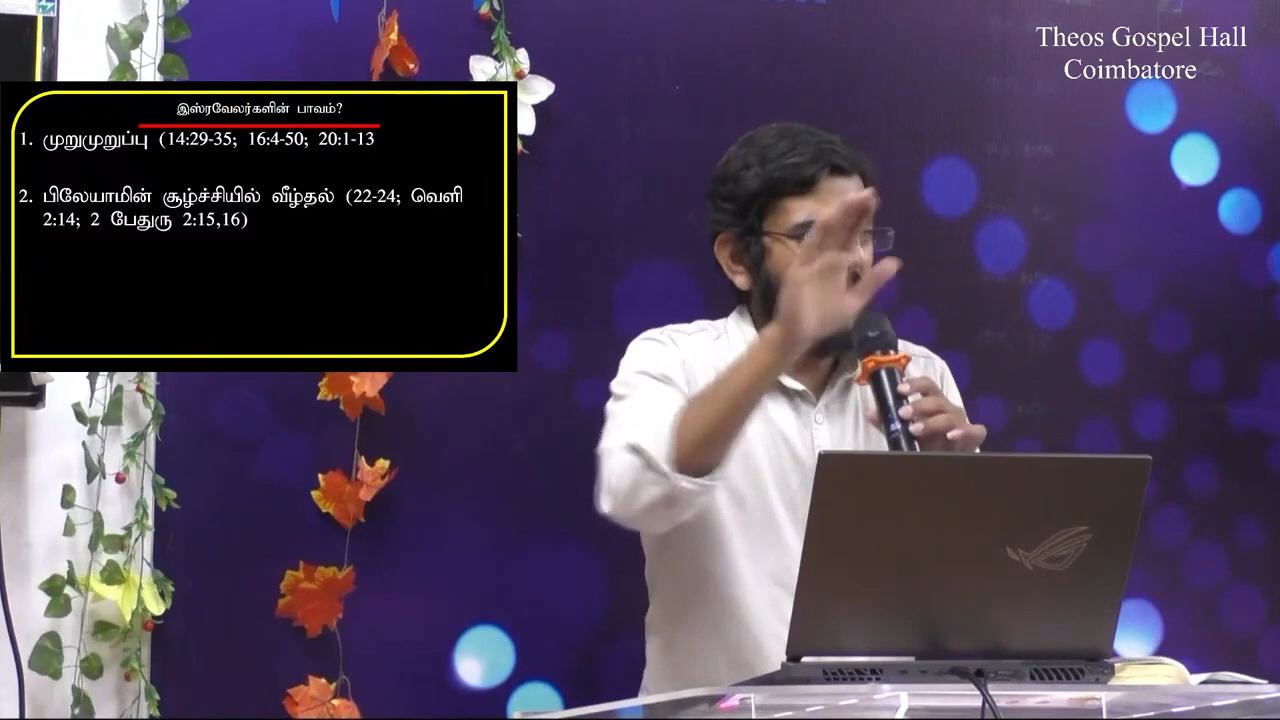 Theos Gospel Hall
Coimbatore
இஸ்ரவேலர்களின் பாவம்?
1. முறுமுறுப்பு (14:29-35; 16:4-50; 20:1-13
2. பிலேயாமின் சூழ்ச்சியில் வீழ்தல் (22-24; வெளி
2:14; 2 பேதுரு 2:15,16)